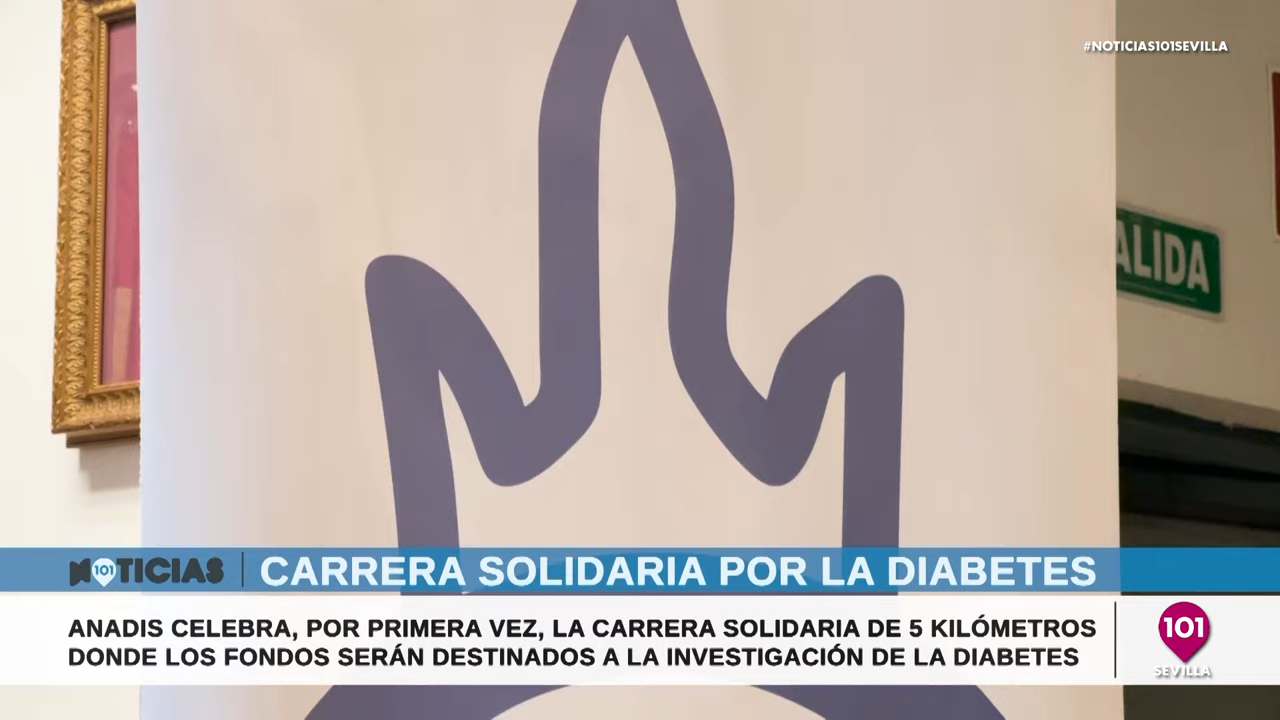 #NOTICIAS101SEVILLA
ALIDA
NOTICIAS 101
CARRERA SOLIDARIA POR LA DIABETES
ANADIS CELEBRA, POR PRIMERA VEZ, LA CARRERA SOLIDARIA DE 5 KILÓMETROS
DONDE LOS FONDOS SERÁN DESTINADOS A LA INVESTIGACIÓN DE LA DIABETES
101
SEVILLA